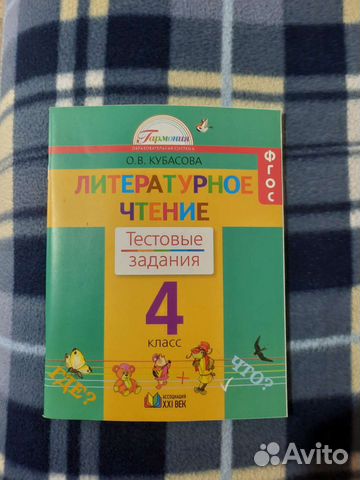 Гармония
ОБРАЗОВАТЕЛЬНАЯ СИСТЕМА
О.В. КУБАСОВА
ФГОС
ЛИТЕРАТУРНОЕ
ЧТЕНИЕ
Тестовые
задания
4
класс
ГДЕ?
ЧТО?
АССОЦИАЦИЯ
XXI ВЕК
Avito